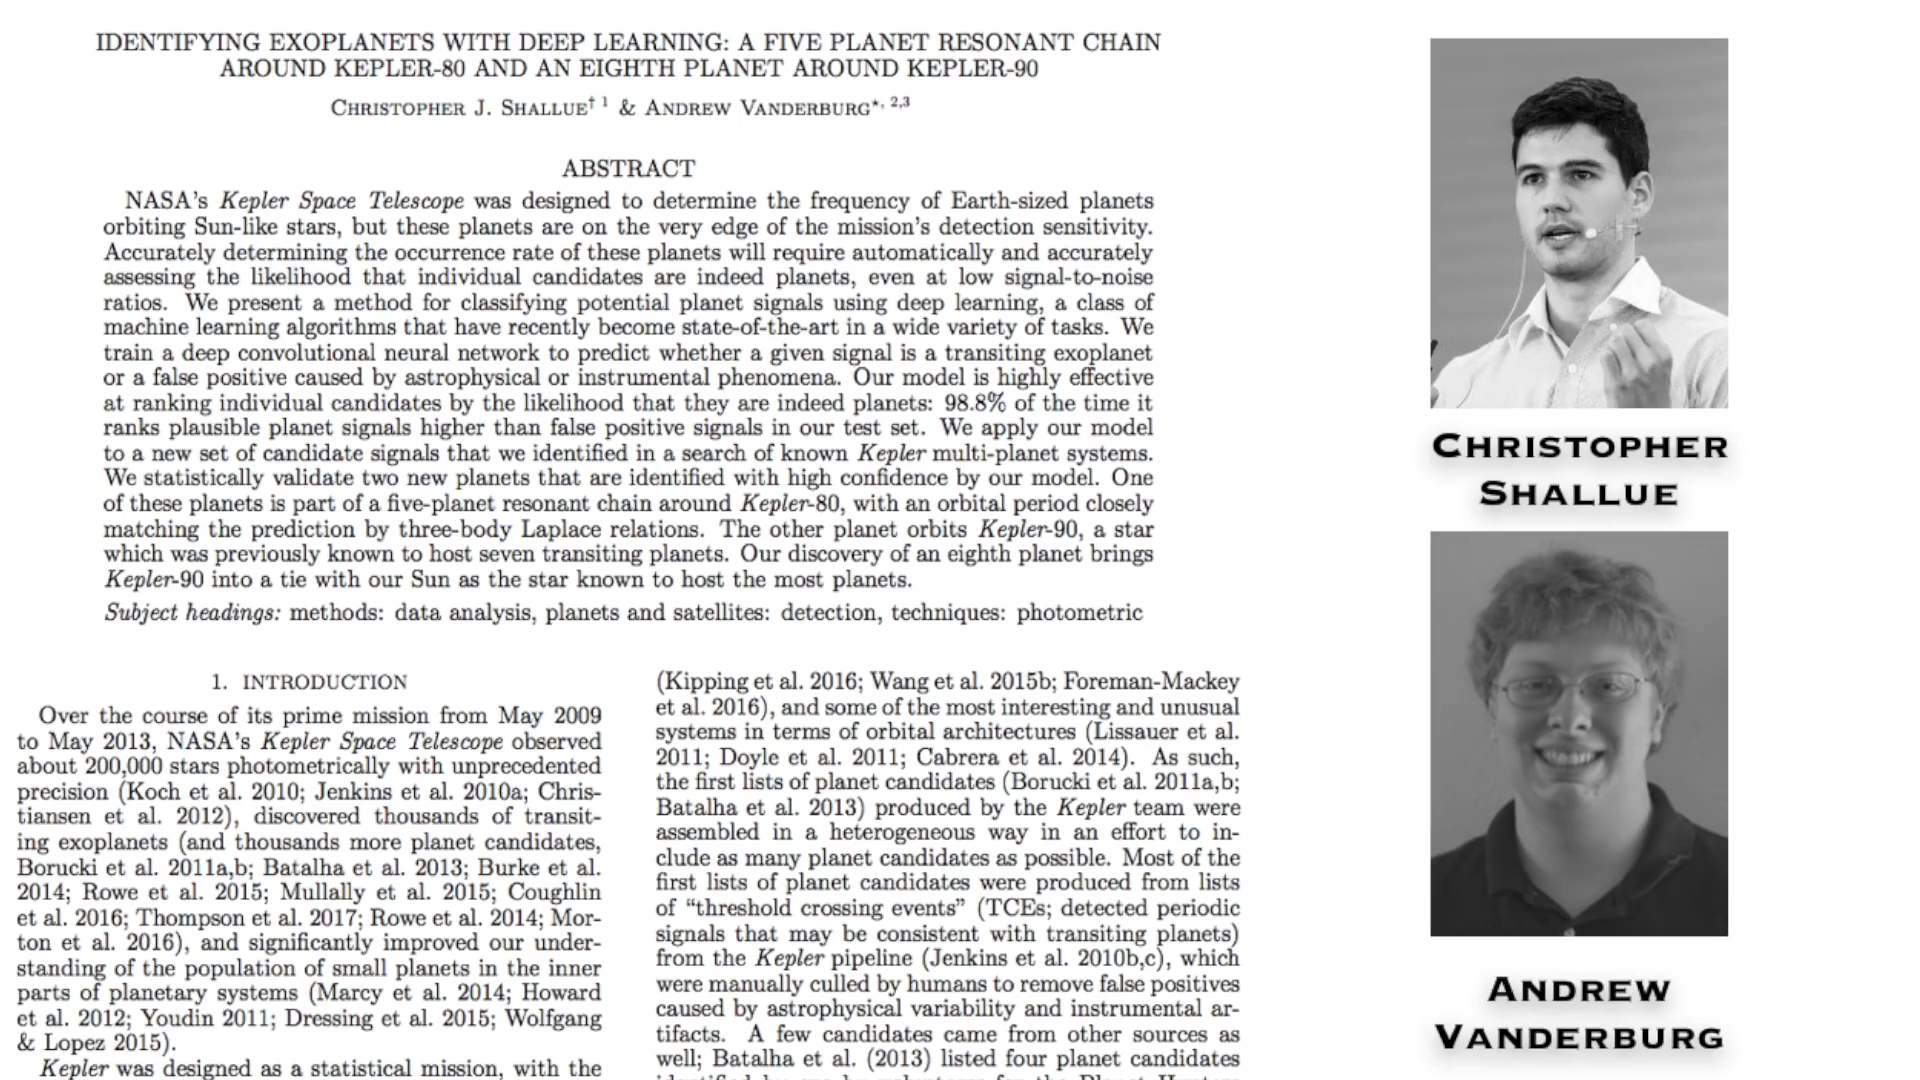 IDENTIFYING EXOPLANETS WITH DEEP LEARNING: A FIVE PLANET RESONANT CHAIN
AROUND KEPLER-80 AND AN EIGHTH PLANET AROUND KEPLER-90
CHRISTOPHER J. SHALLUE† 1 & ANDREW VANDERBURG*, 2,3
ABSTRACT
NASA's Kepler Space Telescope was designed to determine the frequency of Earth-sized planets
orbiting Sun-like stars, but these planets are on the very edge of the mission's detection sensitivity.
Accurately determining the occurrence rate of these planets will require automatically and accurately
assessing the likelihood that individual candidates are indeed planets, even at low signal-to-noise
ratios. We present a method for classifying potential planet signals using deep learning, a class of
machine learning algorithms that have recently become state-of-the-art in a wide variety of tasks. We
train a deep convolutional neural network to predict whether a given signal is a transiting exoplanet
or a false positive caused by astrophysical or instrumental phenomena. Our model is highly effective
at ranking individual candidates by the likelihood that they are indeed planets: 98.8% of the time it
ranks plausible planet signals higher than false positive signals in our test set. We apply our model
to a new set of candidate signals that we identified in a search of known Kepler multi-planet systems.
We statistically validate two new planets that are identified with high confidence by our model. One
of these planets is part of a five-planet resonant chain around Kepler-80, with an orbital period closely
matching the prediction by three-body Laplace relations. The other planet orbits Kepler-90, a star
which was previously known to host seven transiting planets. Our discovery of an eighth planet brings
Kepler-90 into a tie with our Sun as the star known to host the most planets.
Subject headings: methods: data analysis, planets and satellites: detection, techniques: photometric
1. INTRODUCTION
Over the course of its prime mission from May 2009
to May 2013, NASA's Kepler Space Telescope observed
about 200,000 stars photometrically with unprecedented
precision (Koch et al. 2010; Jenkins et al. 2010a; Chris-
tiansen et al. 2012), discovered thousands of transit-
ing exoplanets (and thousands more planet candidates,
Borucki et al. 2011a,b; Batalha et al. 2013; Burke et al.
2014; Rowe et al. 2015; Mullally et al. 2015; Coughlin
et al. 2016; Thompson et al. 2017; Rowe et al. 2014; Mor-
ton et al. 2016), and significantly improved our under-
standing of the population of small planets in the inner
parts of planetary systems (Marcy et al. 2014; Howard
et al. 2012; Youdin 2011; Dressing et al. 2015; Wolfgang
& Lopez 2015).
Kepler was designed as a statistical mission, with the
(Kipping et al. 2016; Wang et al. 2015b; Foreman-Mackey
et al. 2016), and some of the most interesting and unusual
systems in terms of orbital architectures (Lissauer et al.
2011; Doyle et al. 2011; Cabrera et al. 2014). As such,
the first lists of planet candidates (Borucki et al. 2011a,b;
Batalha et al. 2013) produced by the Kepler team were
assembled in a heterogeneous way in an effort to in-
clude as many planet candidates as possible. Most of the
first lists of planet candidates were produced from lists
of “threshold crossing events” (TCEs; detected periodic
signals that may be consistent with transiting planets)
from the Kepler pipeline (Jenkins et al. 2010b,c), which
were manually culled by humans to remove false positives
caused by astrophysical variability and instrumental ar-
tifacts. A few candidates came from other sources as
well; Batalha et al. (2013) listed four planet candidates
CHRISTOPHER
SHALLUE
ANDREW
VANDERBURG